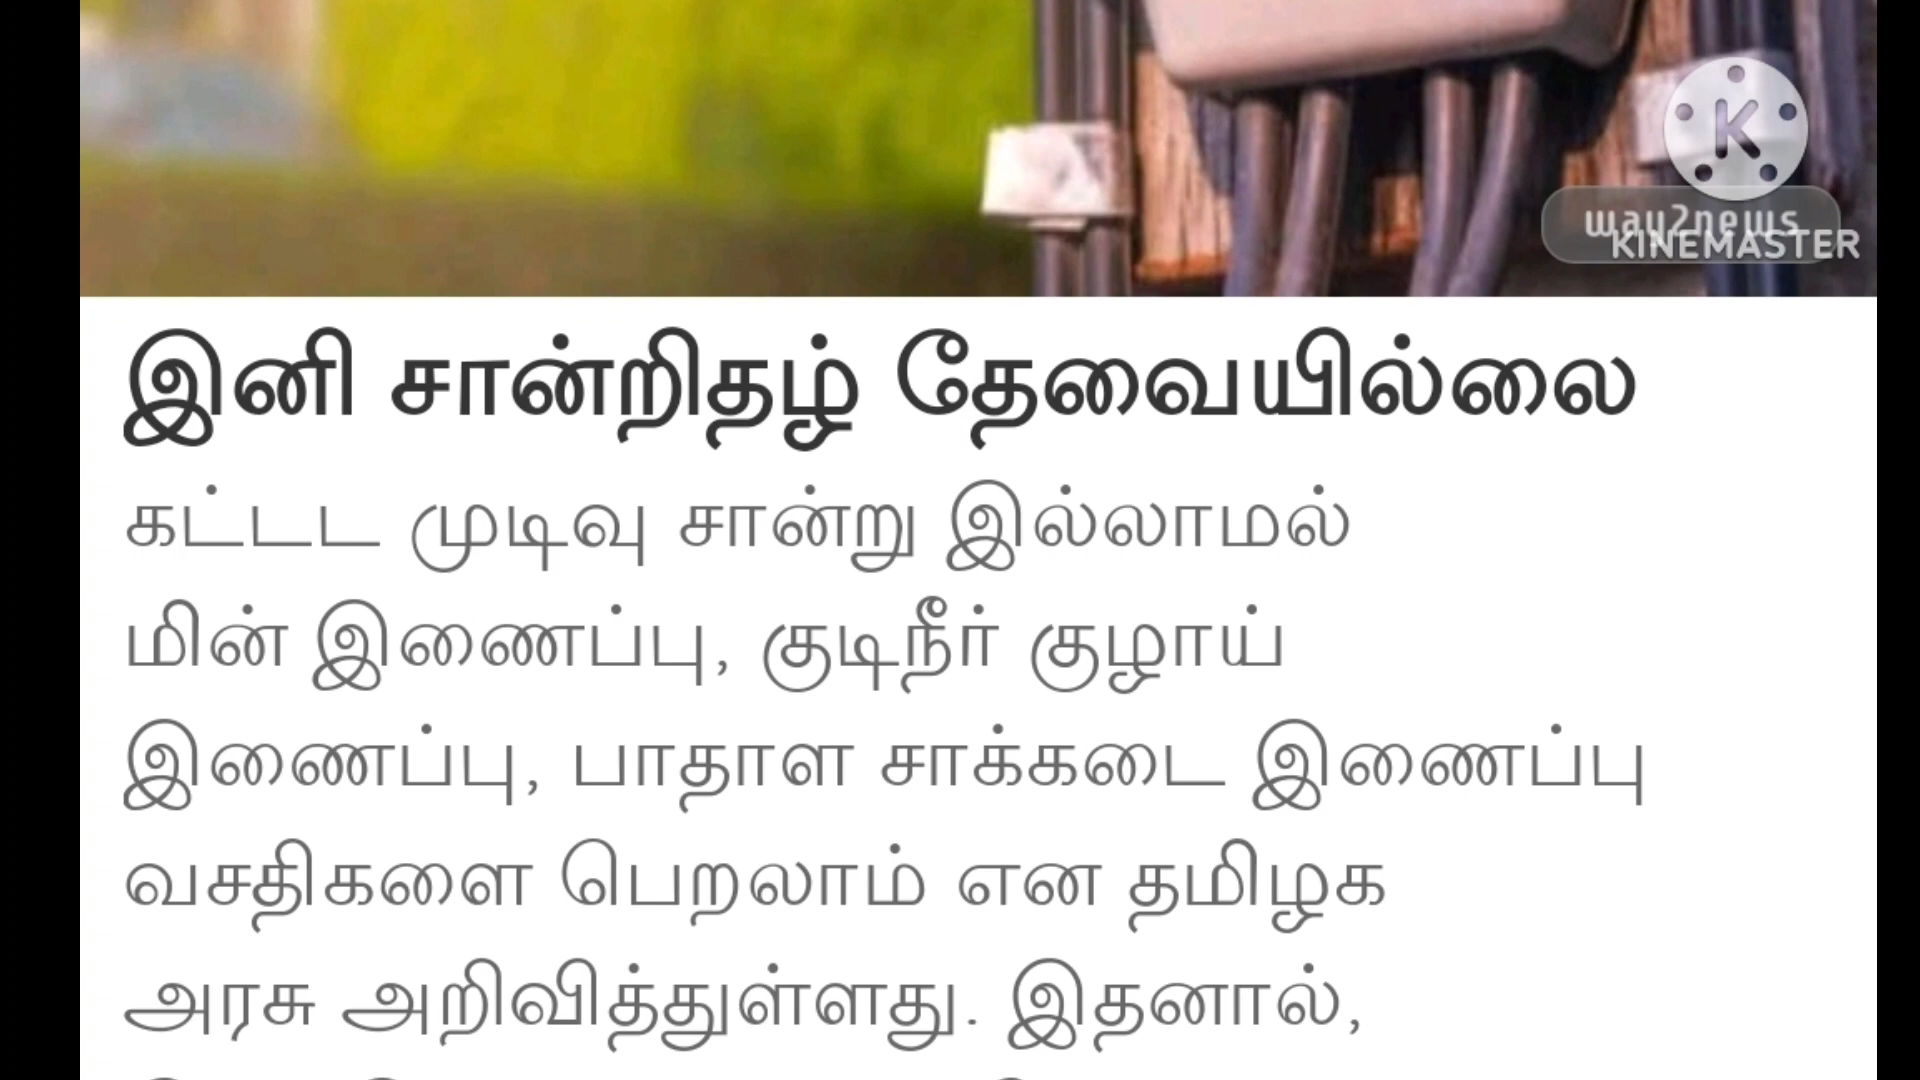 K
way2news
KINEMASTER
இனி சான்றிதழ் தேவையில்லை
கட்டட முடிவு சான்று இல்லாமல்
மின் இணைப்பு, குடிநீர் குழாய்
இணைப்பு, பாதாள சாக்கடை இணைப்பு
வசதிகளை பெறலாம் என தமிழக
அரசு அறிவித்துள்ளது. இதனால்,